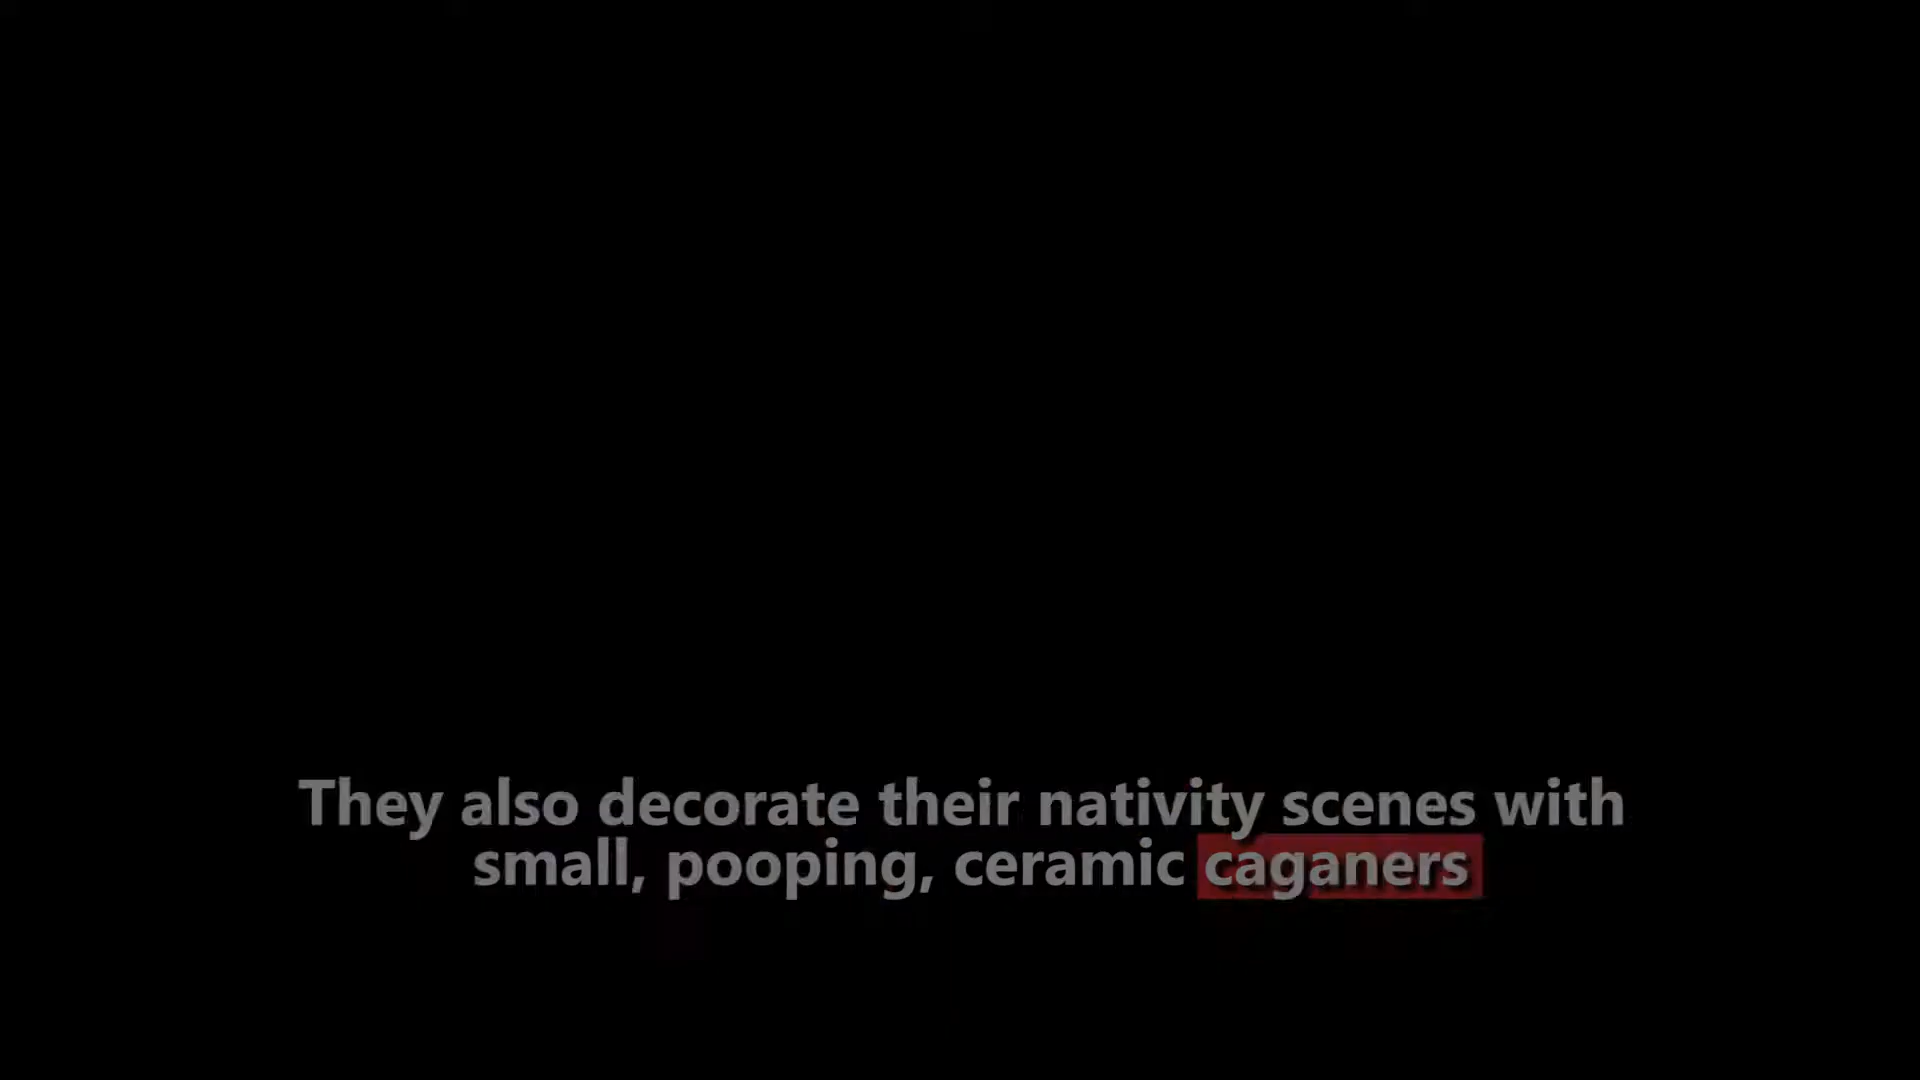 They also decorate their nativity scenes with
small, pooping, ceramic caganers